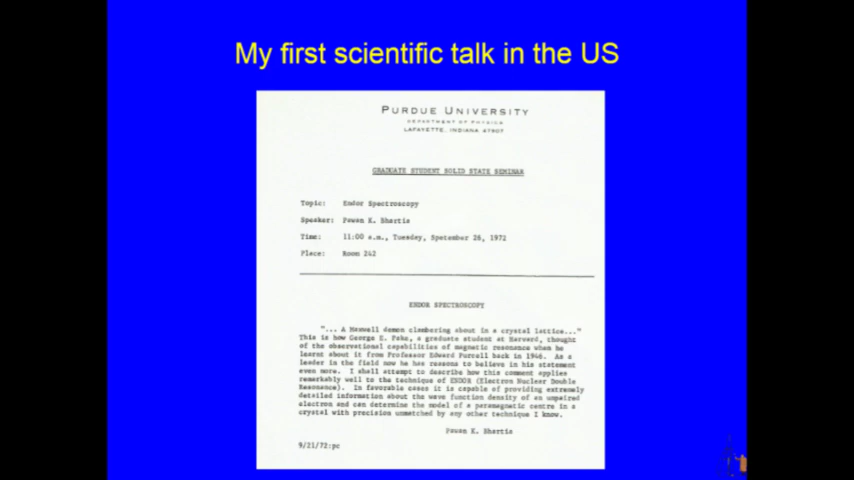 My first scientific talk in the US
PURDUE UNIVERSITY
DEPARTMENT OF PHYSICS
LAFAYETTE, INDIANA 47907
GRADUATE STUDENT SOLID STATE SEMINAR
Topic: Endor Spectroscopy
Speaker: Pawan K. Bhartia
Time: 11:00 a.m., Tuesday, Spetember 26, 1972
Place: Room 242
ENDOR SPECTROSCOPY
"... A Maxwell demon clambering about in a crystal lattice..."
This is how George E. Pake, a graduate student at Harvard, thought
of the observational capabilities of magnetic resonance when he
learnt about it from Professor Edward Purcell back in 1946. As a
leader in the field now he has reasons to believe in his statement
even more. I shall attempt to describe how this comment applies
remarkably well to the technique of ENDOR (Electron Nuclear Double
Resonance). In favorable cases it is capable of providing extremely
detailed information about the wave function density of an unpaired
electron and can determine the model of a paramagnetic centre in a
crystal with precision unmatched by any other technique I know.
Pawan K. Bhartia
9/21/72:pc